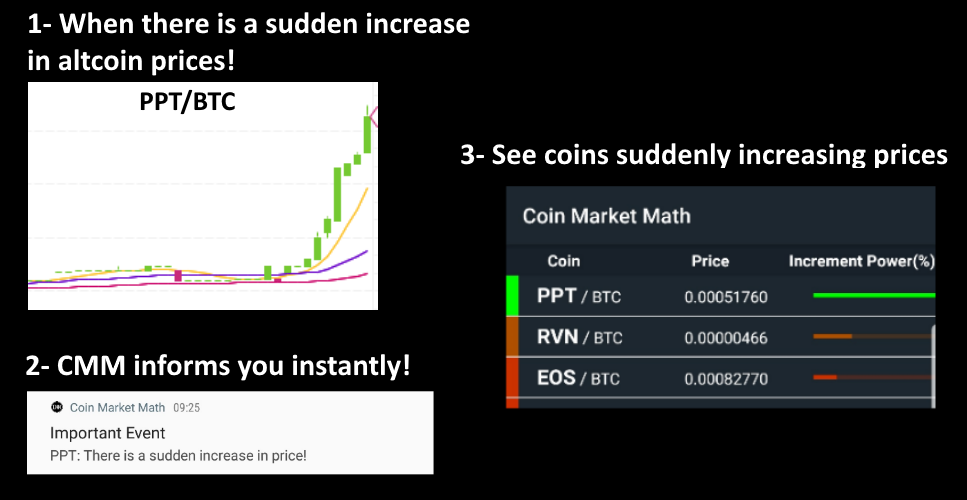 1- When there is a sudden increase
in altcoin prices!
PPT/BTC
2- CMM informs you instantly!
Coin Market Math 09:25
Important Event
PPT: There is a sudden increase in price!
3- See coins suddenly increasing prices
Coin Market Math
Coin Price Increment Power(%)
PPT / BTC 0.00051760
RVN / BTC 0.00000466
EOS / BTC 0.00082770